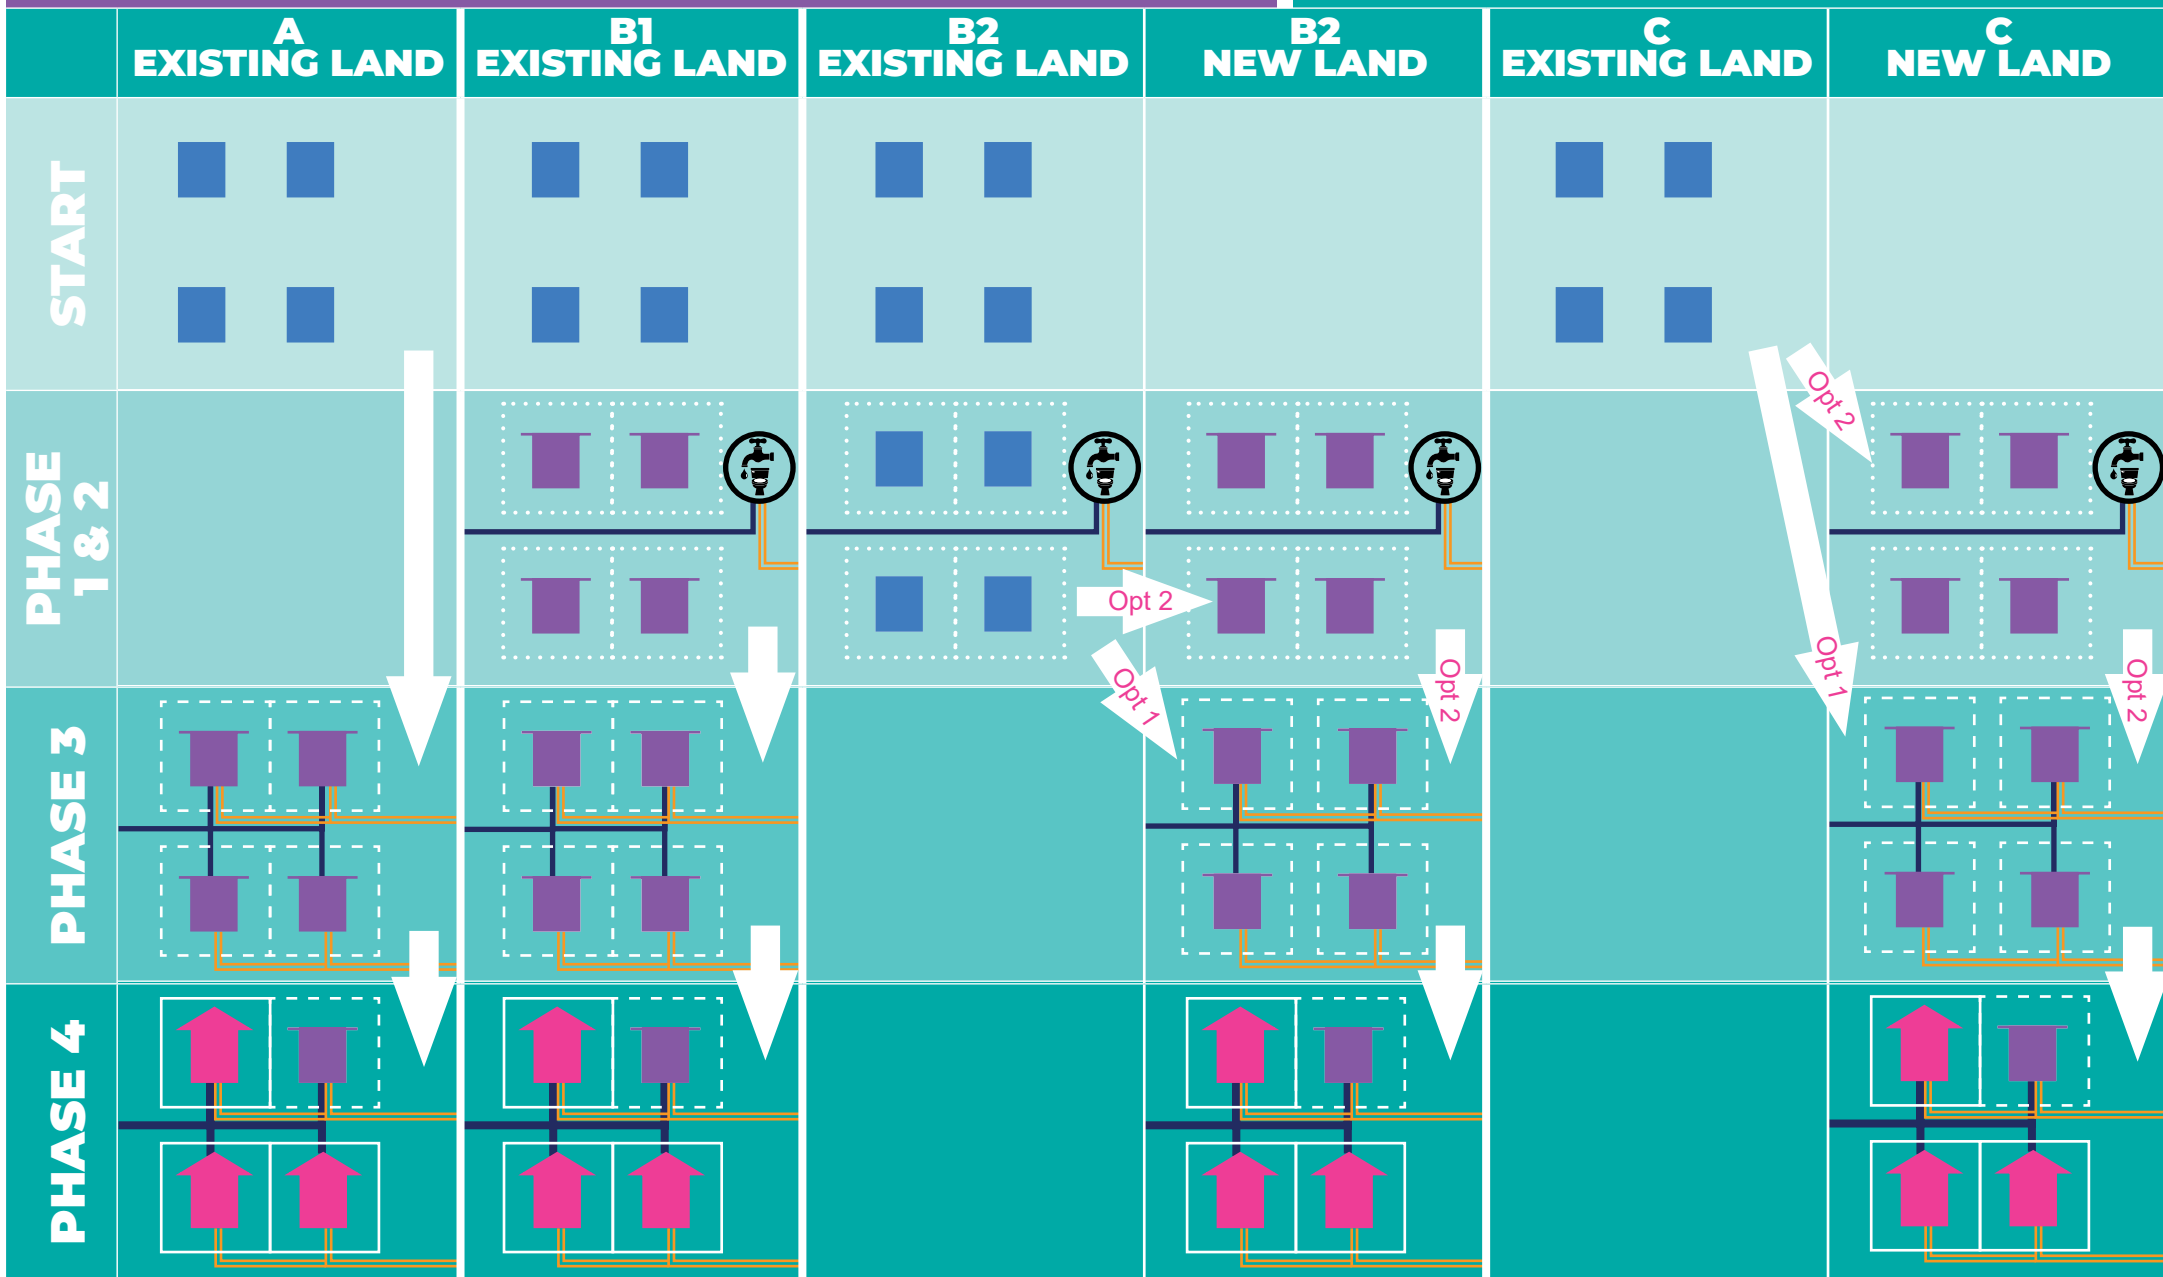 A
EXISTING LAND
B1
EXISTING LAND
B2
EXISTING LAND
B2
NEW LAND
C
EXISTING LAND
C
NEW LAND
START
Opt 2
PHASE
1 & 2
Opt 2
Opt 1
Opt 2
Opt 1
Opt 2
PHASE 3
PHASE 4